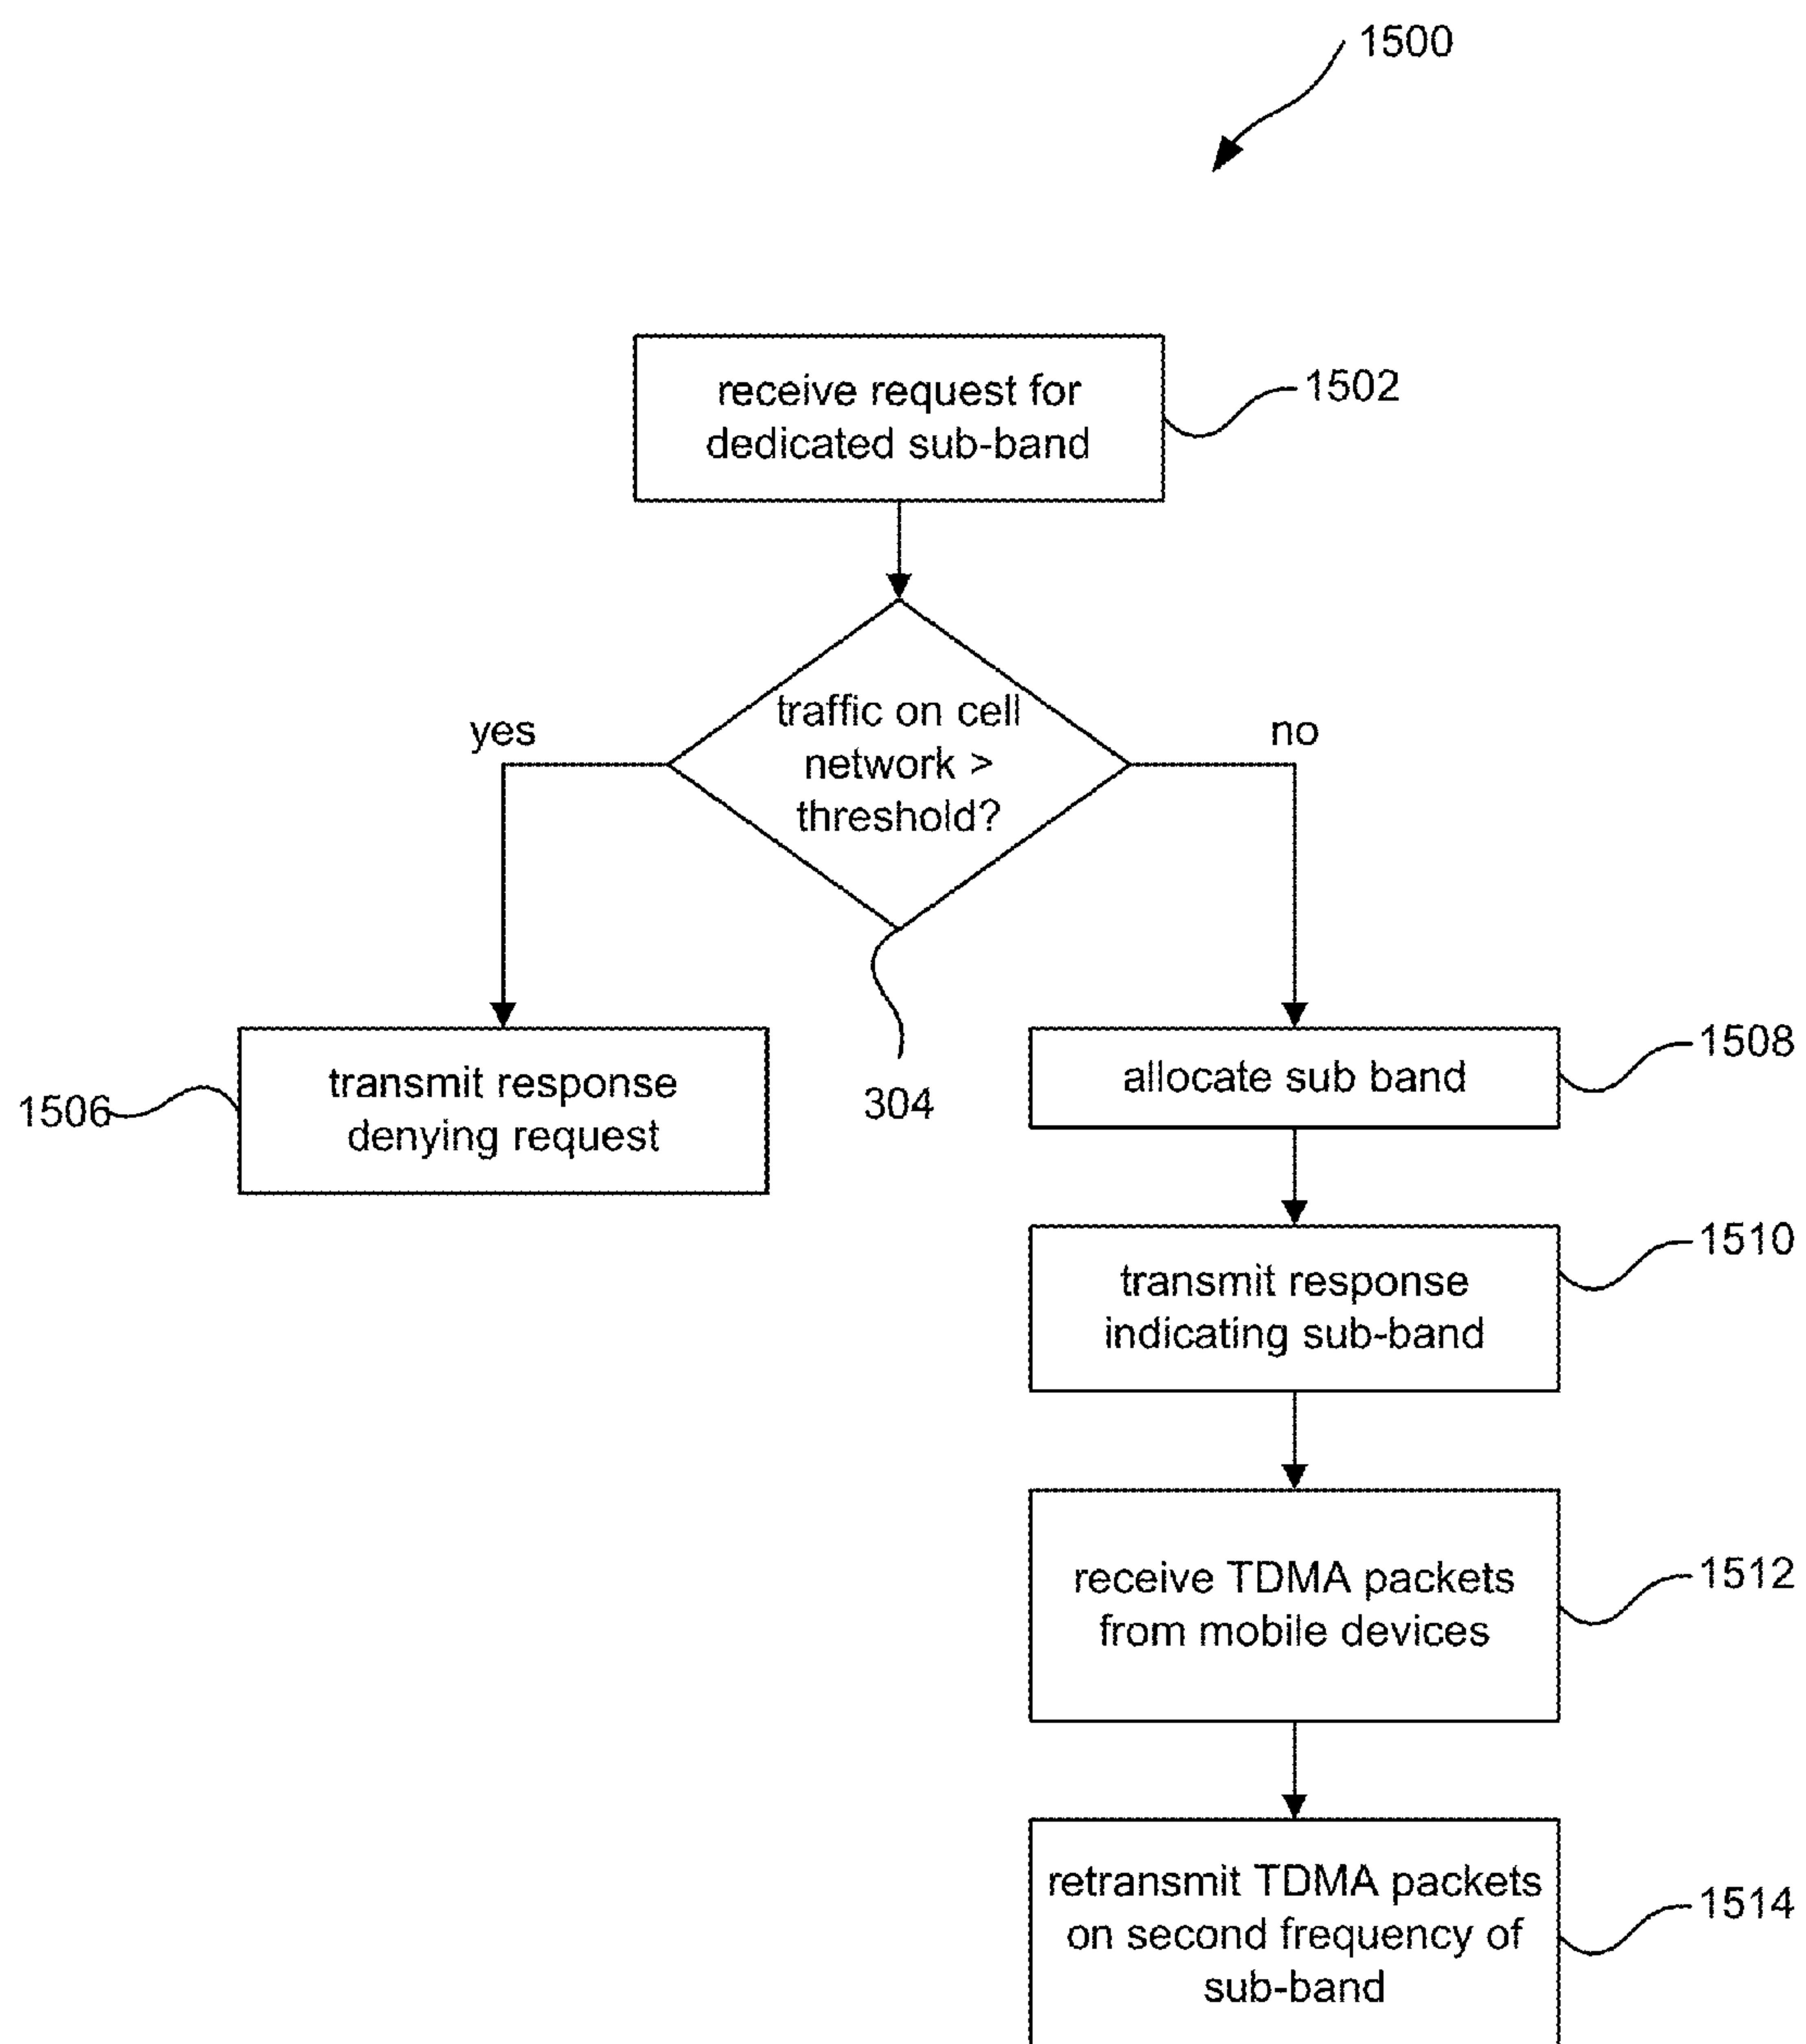 1500
receive request for
dedicated sub-band
1502
traffic on cell
network >
threshold?
yes
no
304
transmit response
denying request
1506
allocate sub band
1508
transmit response
indicating sub-band
1510
receive TDMA packets
from mobile devices
1512
retransmit TDMA packets
on second frequency of
sub-band
1514